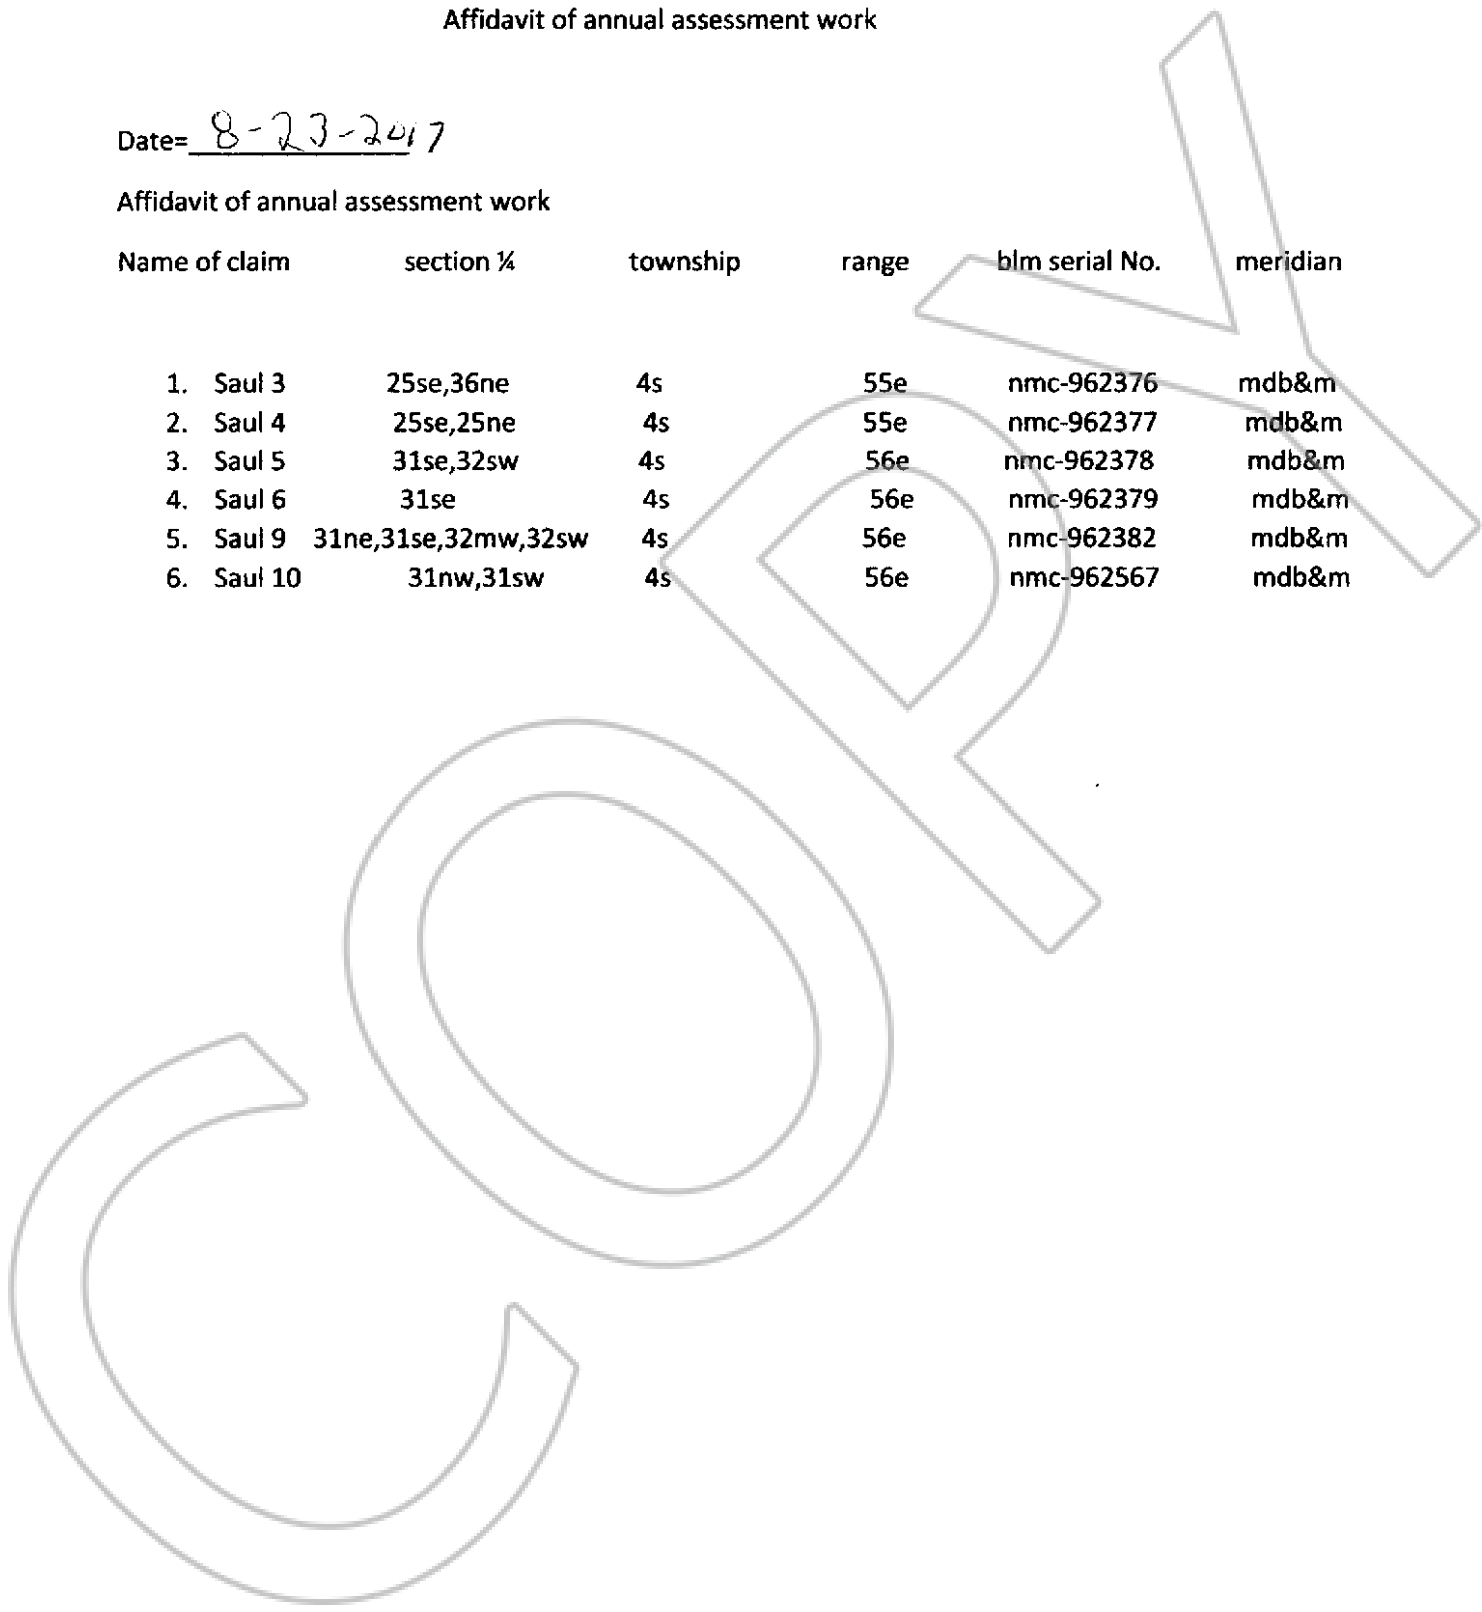 Affidavit of annual assessment work
Date= 8-23-2017
Affidavit of annual assessment work
Name of claim section ¼ township range blm serial No. meridian
1. Saul 3 25se,36ne 4s 55e nmc-962376 mdb&m
2. Saul 4 25se,25ne 4s 55e nmc-962377 mdb&m
3. Saul 5 31se,32sw 4s 56e nmc-962378 mdb&m
4. Saul 6 31se 4s 56e nmc-962379 mdb&m
5. Saul 9 31ne,31se,32mw,32sw 4s 56e nmc-962382 mdb&m
6. Saul 10 31nw,31sw 4s 56e nmc-962567 mdb&m
COPY